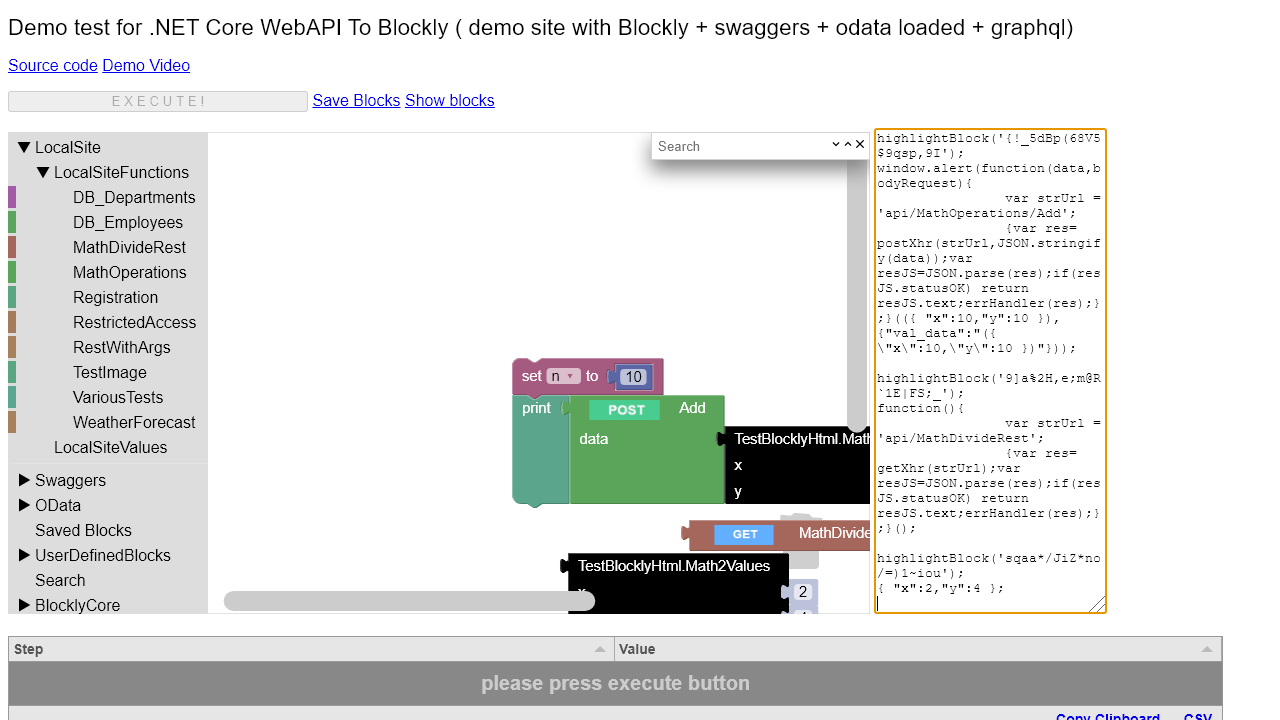 Demo test for .NET Core WebAPI To Blockly ( demo site with Blockly + swaggers + odata loaded + graphql)
Source code Demo Video
EXECUTE! Save Blocks Show blocks
▼ LocalSite
▼ LocalSiteFunctions
DB_Departments
DB_Employees
MathDivideRest
MathOperations
Registration
RestrictedAccess
RestWithArgs
TestImage
VariousTests
WeatherForecast
LocalSiteValues
▶ Swaggers
▶ OData
Saved Blocks
▶ UserDefinedBlocks
Search
▶ BlocklyCore
Search
set n to 10
print POST Add
data TestBlocklyHtml.Math
x
y
GET MathDivide
TestBlocklyHtml.Math2Values
2
highlightBlock('{!_5dBp(68V5
$9qsp,9I');
window.alert(function(data,b
odyRequest){
var strUrl =
'api/MathOperations/Add';
{var res=
postXhr(strUrl,JSON.stringif
y(data));var
resJS=JSON.parse(res);if(res
JS.statusOK) return
resJS.text;errHandler(res);}
;}(({ "x":10,"y":10 }),
{"val_data":"({
\"x\":10,\"y\":10 })"}));
highlightBlock('9]a%2H,e;m@R
`1E|FS;_');
function(){
var strUrl =
'api/MathDivideRest';
{var res=
getXhr(strUrl);var
resJS=JSON.parse(res);if(res
JS.statusOK) return
resJS.text;errHandler(res);}
;}();
highlightBlock('sqaa*/JiZ*no
/=)1~iou');
{ "x":2,"y":4 };
Step Value
please press execute button
Copy Clipboard CSV